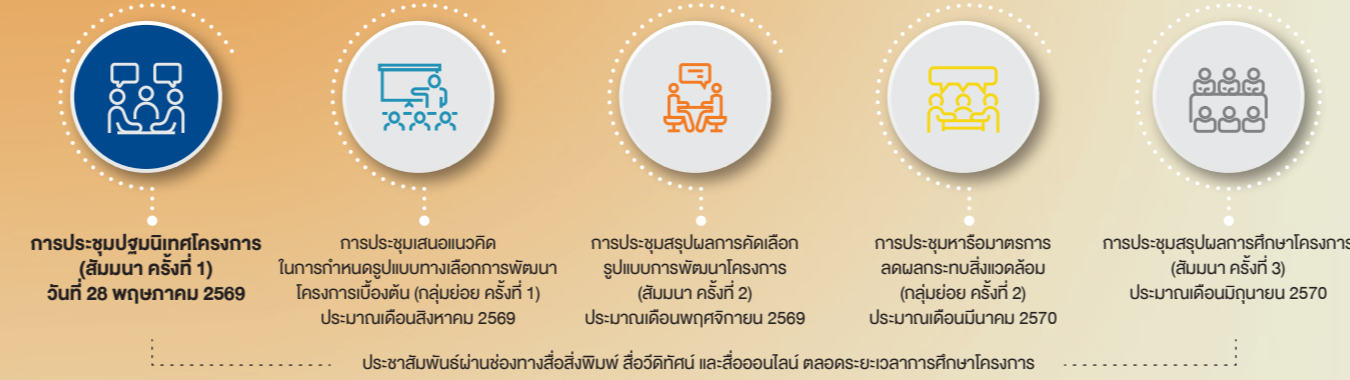 การประชุมปฐมนิเทศโครงการ
(สัมมนา ครั้งที่ 1)
วันที่ 28 พฤษภาคม 2569
การประชุมเสนอแนวคิด
ในการกำหนดรูปแบบทางเลือกการพัฒนา
โครงการเบื้องต้น (กลุ่มย่อย ครั้งที่ 1)
ประมาณเดือนสิงหาคม 2569
การประชุมสรุปผลการคัดเลือก
รูปแบบการพัฒนาโครงการ
(สัมมนา ครั้งที่ 2)
ประมาณเดือนพฤศจิกายน 2569
การประชุมหารือมาตรการ
ลดผลกระทบสิ่งแวดล้อม
(กลุ่มย่อย ครั้งที่ 2)
ประมาณเดือนมีนาคม 2570
การประชุมสรุปผลการศึกษาโครงการ
(สัมมนา ครั้งที่ 3)
ประมาณเดือนมิถุนายน 2570
ประชาสัมพันธ์ผ่านช่องทางสื่อสิ่งพิมพ์ สื่อวีดิทัศน์ และสื่อออนไลน์ ตลอดระยะเวลาการศึกษาโครงการ